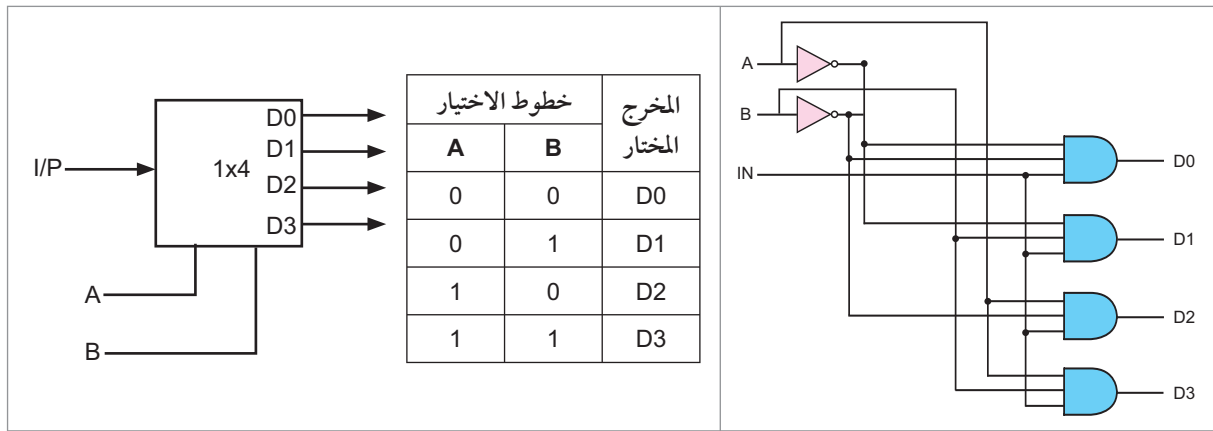 I/P
1x4
D0
D1
D2
D3
A
B
خطوط الاختيار
المخرج المختار
A B
0 0 D0
0 1 D1
1 0 D2
1 1 D3
A
B
IN
D0
D1
D2
D3